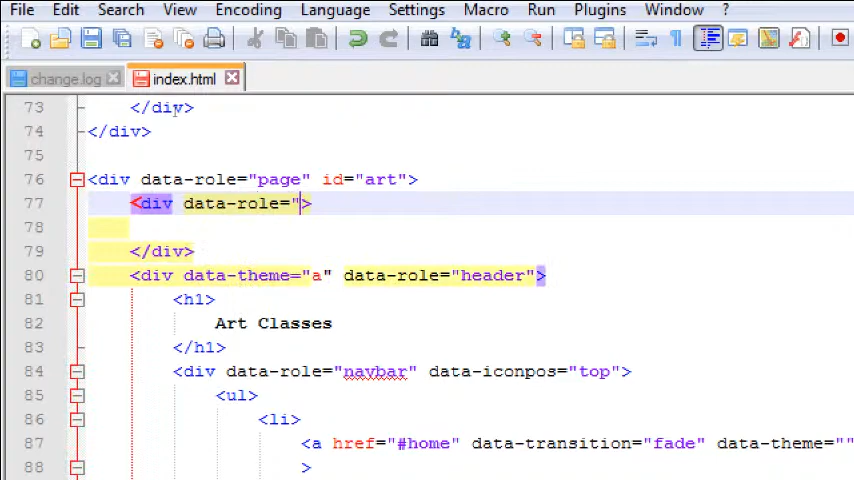 File Edit Search View Encoding Language Settings Macro Run Plugins Window ?
change.log index.html
73 </div>
74 </div>
75
76 <div data-role="page" id="art">
77 <div data-role=">
78
79 </div>
80 <div data-theme="a" data-role="header">
81 <h1>
82 Art Classes
83 </h1>
84 <div data-role="navbar" data-iconpos="top">
85 <ul>
86 <li>
87 <a href="#home" data-transition="fade" data-theme=""
88 >